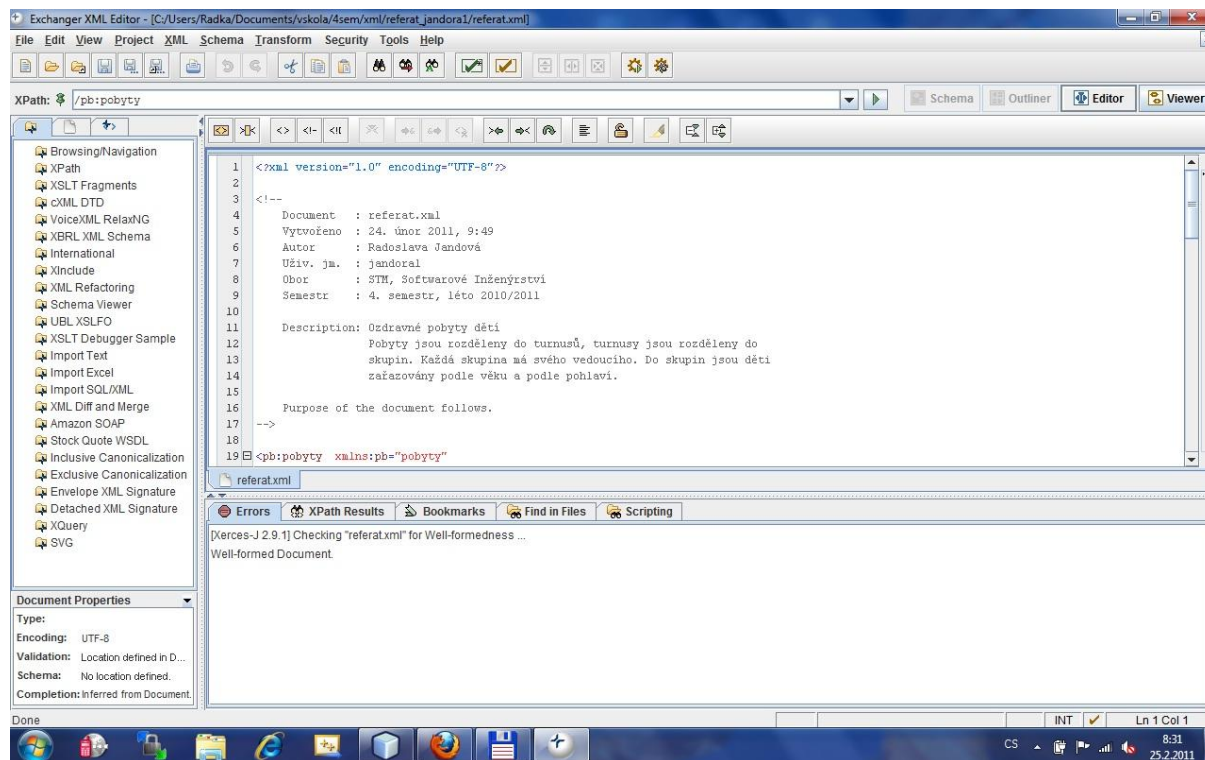 Exchanger XML Editor - [C:/Users/Radka/Documents/vskola/4sem/xml/referat_jandora1/referat.xml]
File Edit View Project XML Schema Transform Security Tools Help
XPath: /pb:pobyty
Schema Outliner Editor Viewer
Browsing/Navigation
XPath
XSLT Fragments
cXML DTD
VoiceXML RelaxNG
XBRL XML Schema
International
XInclude
XML Refactoring
Schema Viewer
UBL XSLFO
XSLT Debugger Sample
Import Text
Import Excel
Import SQL/XML
XML Diff and Merge
Amazon SOAP
Stock Quote WSDL
Inclusive Canonicalization
Exclusive Canonicalization
Envelope XML Signature
Detached XML Signature
XQuery
SVG
1 <?xml version="1.0" encoding="UTF-8"?>
2
3 <!--
4 Document : referat.xml
5 Vytvořeno : 24. únor 2011, 9:49
6 Autor : Radoslava Jandová
7 Uživ. jm. : jandora1
8 Obor : STM, Softwarové Inženýrství
9 Semestr : 4. semestr, léto 2010/2011
10
11 Description: Ozdravné pobyty dětí
12 Pobyty jsou rozděleny do turnusů, turnusy jsou rozděleny do
13 skupin. Každá skupina má svého vedoucího. Do skupin jsou děti
14 zařazovány podle věku a podle pohlaví.
15
16 Purpose of the document follows.
17 -->
18
19 <pb:pobyty xmlns:pb="pobyty"
referat.xml
Errors XPath Results Bookmarks Find in Files Scripting
[Xerces-J 2.9.1] Checking "referat.xml" for Well-formedness ...
Well-formed Document.
Document Properties
Type:
Encoding: UTF-8
Validation: Location defined in D...
Schema: No location defined.
Completion: Inferred from Document.
Done
INT Ln 1 Col 1
CS 8:31
25.2.2011